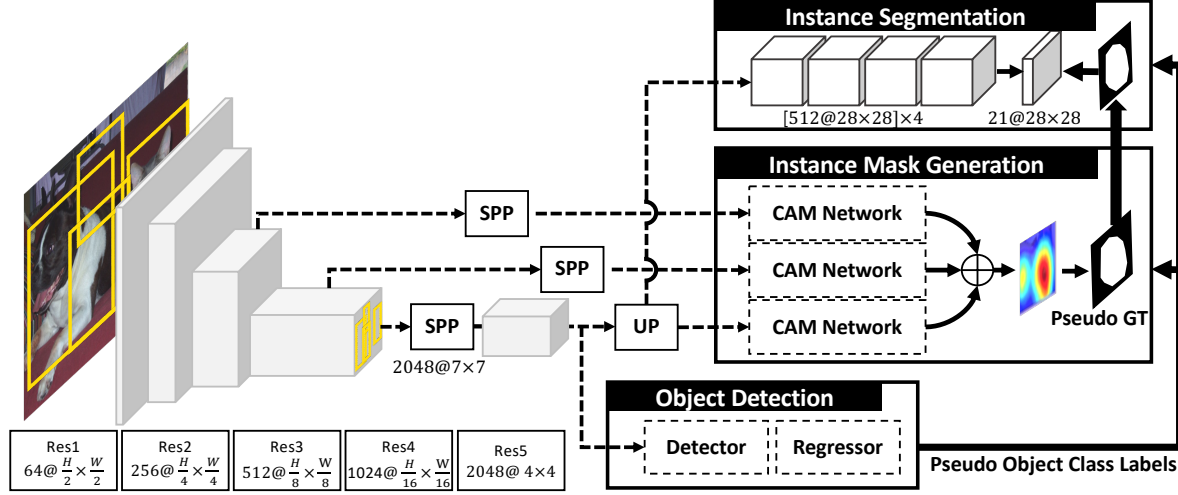 Instance Segmentation
[512@28×28]×4
21@28×28
Instance Mask Generation
SPP
CAM Network
SPP
CAM Network
SPP
UP
CAM Network
Pseudo GT
2048@7×7
Object Detection
Detector
Regressor
Pseudo Object Class Labels
Res1
64@ H/2 × W/2
Res2
256@ H/4 × W/4
Res3
512@ H/8 × W/8
Res4
1024@ H/16 × W/16
Res5
2048@ 4×4